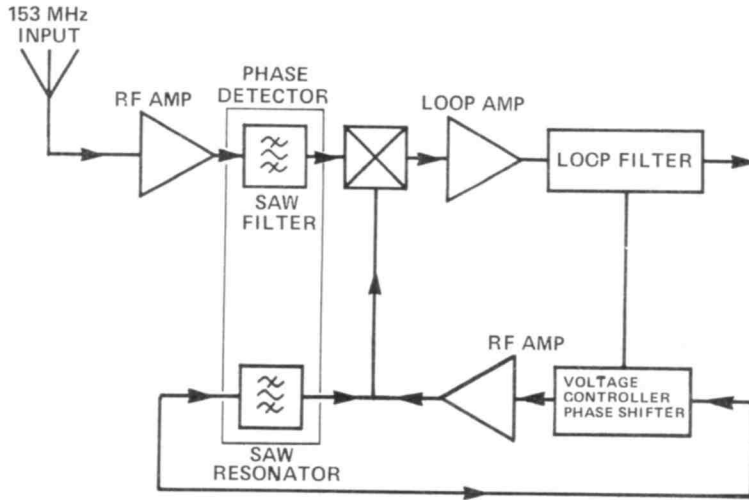 153 MHz
INPUT
RF AMP
PHASE
DETECTOR
LOOP AMP
LOCP FILTER
SAW
FILTER
RF AMP
VOLTAGE
CONTROLLER
PHASE SHIFTER
SAW
RESONATOR